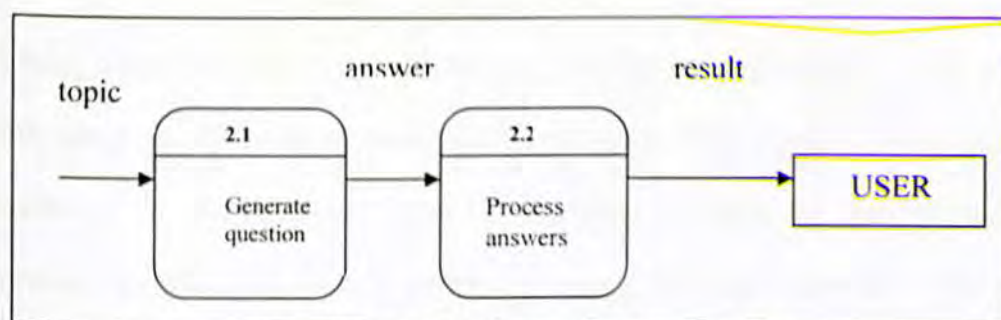 topic
answer
result
2.1
Generate
question
2.2
Process
answers
USER